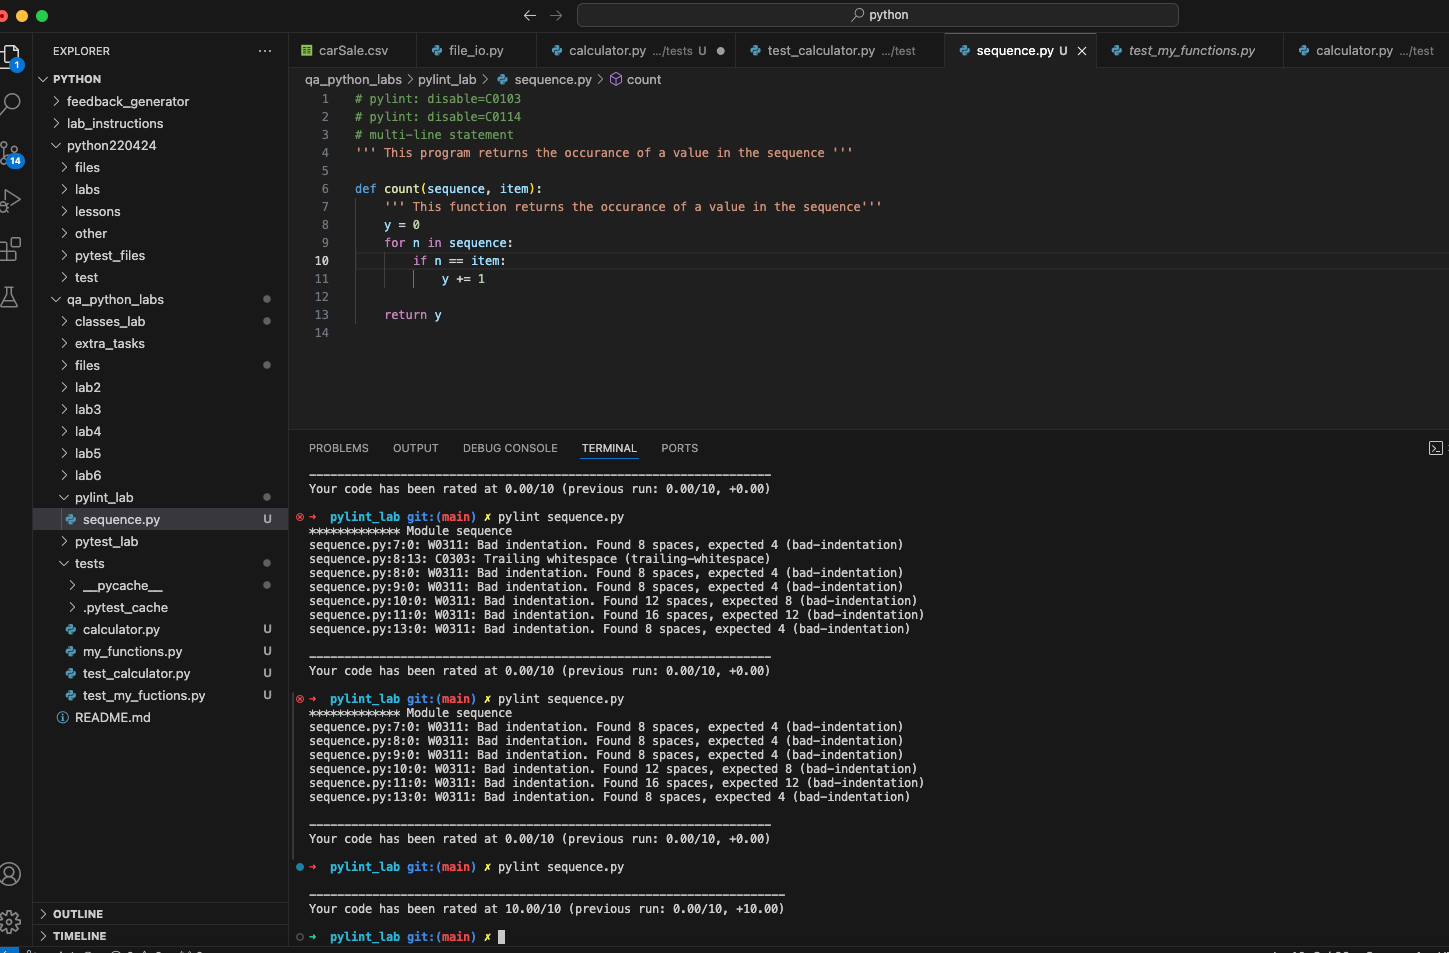 python
EXPLORER
PYTHON
feedback_generator
lab_instructions
python220424
files
labs
lessons
other
pytest_files
test
qa_python_labs
classes_lab
extra_tasks
files
lab2
lab3
lab4
lab5
lab6
pylint_lab
sequence.py U
pytest_lab
tests
__pycache__
.pytest_cache
calculator.py U
my_functions.py U
test_calculator.py U
test_my_fuctions.py U
README.md
OUTLINE
TIMELINE
1
14
carSale.csv file_io.py calculator.py .../tests U test_calculator.py .../test sequence.py U test_my_functions.py calculator.py .../test
qa_python_labs > pylint_lab > sequence.py > count
1 # pylint: disable=C0103
2 # pylint: disable=C0114
3 # multi-line statement
4 ''' This program returns the occurance of a value in the sequence '''
5
6 def count(sequence, item):
7 ''' This function returns the occurance of a value in the sequence'''
8 y = 0
9 for n in sequence:
10 if n == item:
11 y += 1
12
13 return y
14
PROBLEMS OUTPUT DEBUG CONSOLE TERMINAL PORTS
Your code has been rated at 0.00/10 (previous run: 0.00/10, +0.00)
pylint_lab git:(main) ✗ pylint sequence.py
************* Module sequence
sequence.py:7:0: W0311: Bad indentation. Found 8 spaces, expected 4 (bad-indentation)
sequence.py:8:13: C0303: Trailing whitespace (trailing-whitespace)
sequence.py:8:0: W0311: Bad indentation. Found 8 spaces, expected 4 (bad-indentation)
sequence.py:9:0: W0311: Bad indentation. Found 8 spaces, expected 4 (bad-indentation)
sequence.py:10:0: W0311: Bad indentation. Found 12 spaces, expected 8 (bad-indentation)
sequence.py:11:0: W0311: Bad indentation. Found 16 spaces, expected 12 (bad-indentation)
sequence.py:13:0: W0311: Bad indentation. Found 8 spaces, expected 4 (bad-indentation)
Your code has been rated at 0.00/10 (previous run: 0.00/10, +0.00)
pylint_lab git:(main) ✗ pylint sequence.py
************* Module sequence
sequence.py:7:0: W0311: Bad indentation. Found 8 spaces, expected 4 (bad-indentation)
sequence.py:8:0: W0311: Bad indentation. Found 8 spaces, expected 4 (bad-indentation)
sequence.py:9:0: W0311: Bad indentation. Found 8 spaces, expected 4 (bad-indentation)
sequence.py:10:0: W0311: Bad indentation. Found 12 spaces, expected 8 (bad-indentation)
sequence.py:11:0: W0311: Bad indentation. Found 16 spaces, expected 12 (bad-indentation)
sequence.py:13:0: W0311: Bad indentation. Found 8 spaces, expected 4 (bad-indentation)
Your code has been rated at 0.00/10 (previous run: 0.00/10, +0.00)
pylint_lab git:(main) ✗ pylint sequence.py
Your code has been rated at 10.00/10 (previous run: 0.00/10, +10.00)
pylint_lab git:(main) ✗